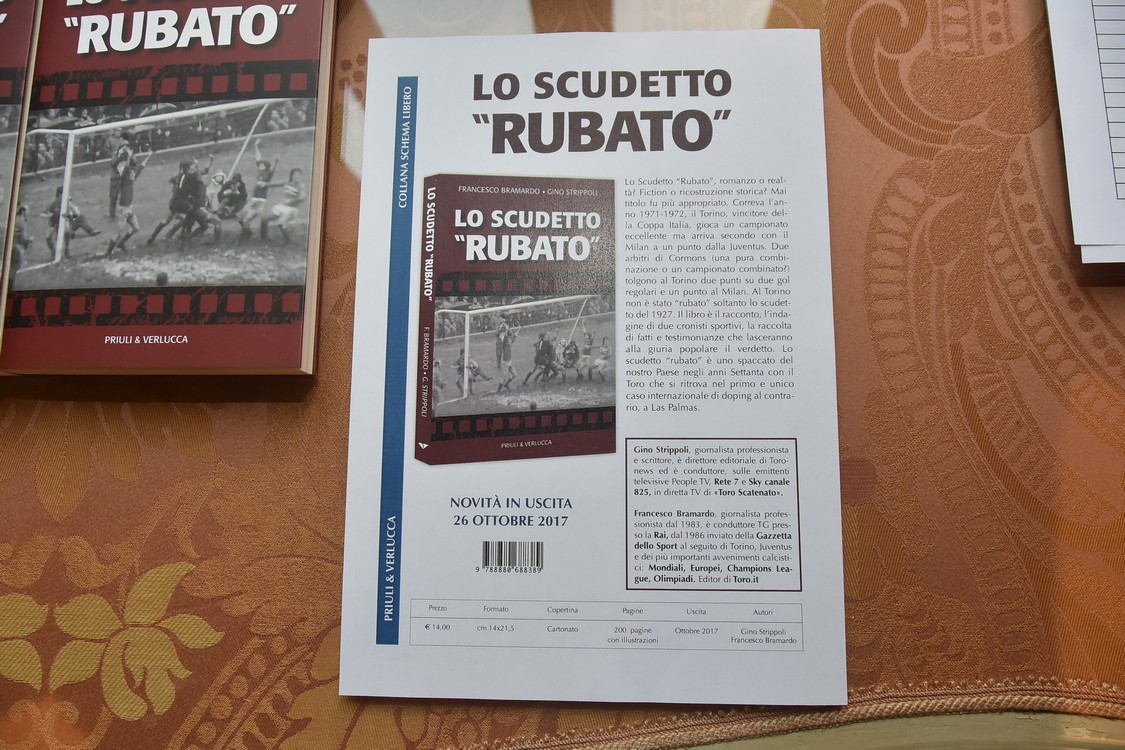 "RUBATO"
PRIULI & VERLUCCA
COLLANA SCHEMA LIBERO
PRIULI & VERLUCCA
LO SCUDETTO
"RUBATO"
FRANCESCO BRAMARDO • GINO STRIPPOLI
LO SCUDETTO
"RUBATO"
LO SCUDETTO "RUBATO"
F. BRAMARDO • G. STRIPPOLI
PRIULI & VERLUCCA
Lo Scudetto "Rubato", romanzo o real-
tà? Fiction o ricostruzione storica? Mai
titolo fu più appropriato. Correva l'an-
no 1971-1972, il Torino, vincitore del-
la Coppa Italia, gioca un campionato
eccellente ma arriva secondo con il
Milan a un punto dalla Juventus. Due
arbitri di Cormons (una pura combi-
nazione o un campionato combinato?)
tolgono al Torino due punti su due gol
regolari e un punto al Milan. Al Torino
non è stato "rubato" soltanto lo scudet-
to del 1927. Il libro è il racconto, l'inda-
gine di due cronisti sportivi, la raccolta
di fatti e testimonianze che lasceranno
alla giuria popolare il verdetto. Lo
scudetto "rubato" è uno spaccato del
nostro Paese negli anni Settanta con il
Toro che si ritrova nel primo e unico
caso internazionale di doping al contra-
rio, a Las Palmas.
Gino Strippoli, giornalista professionista
e scrittore, è direttore editoriale di Toro-
news ed è conduttore, sulle emittenti
televisive People TV, Rete 7 e Sky canale
825, in diretta TV di «Toro Scatenato».
Francesco Bramardo, giornalista profes-
sionista dal 1983, è conduttore TG pres-
so la Rai, dal 1986 inviato della Gazzetta
dello Sport al seguito di Torino, Juventus
e dei più importanti avvenimenti calcisti-
ci: Mondiali, Europei, Champions Lea-
gue, Olimpiadi. Editor di Toro.it
NOVITÀ IN USCITA
26 OTTOBRE 2017
9 788880 688389
Prezzo Formato Copertina Pagine Uscita Autori
€ 14,00 cm 14x21,5 Cartonato 200 pagine Ottobre 2017 Gino Strippoli
con illustrazioni Francesco Bramardo